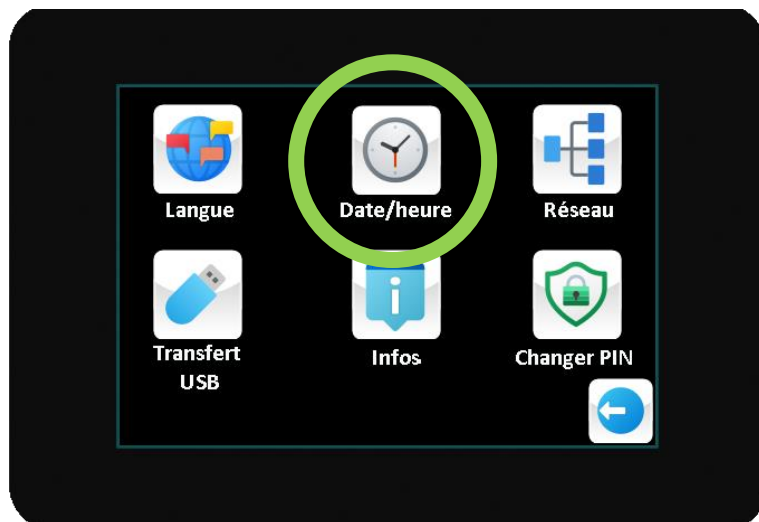 Langue
Date/heure
Réseau
Transfert
USB
Infos
Changer PIN